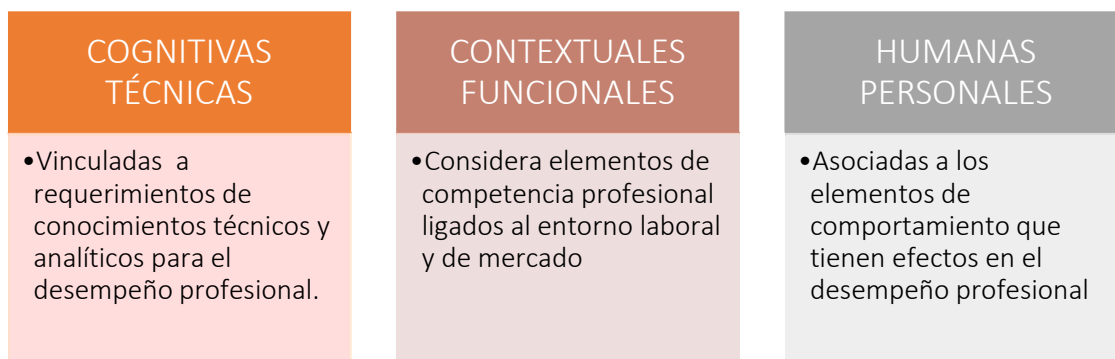 COGNITIVAS
TÉCNICAS
•Vinculadas a
requerimientos de
conocimientos técnicos y
analíticos para el
desempeño profesional.
CONTEXTUALES
FUNCIONALES
•Considera elementos de
competencia profesional
ligados al entorno laboral
y de mercado
HUMANAS
PERSONALES
•Asociadas a los
elementos de
comportamiento que
tienen efectos en el
desempeño profesional